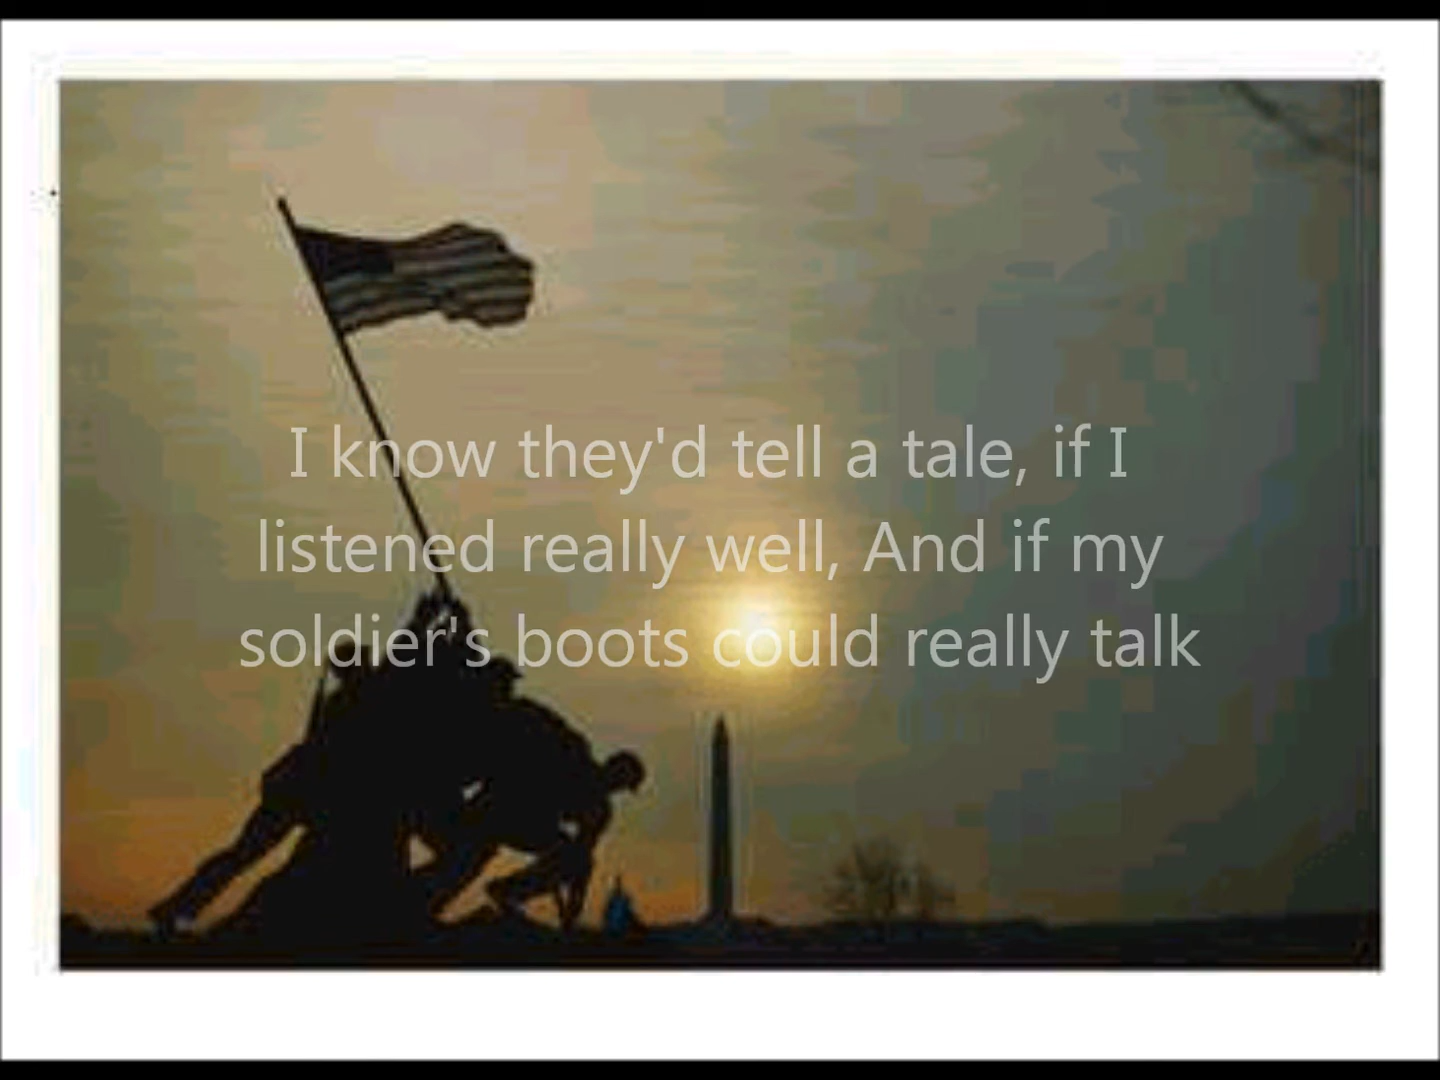 I know they'd tell a tale, if I
listened really well, And if my
soldier's boots could really talk